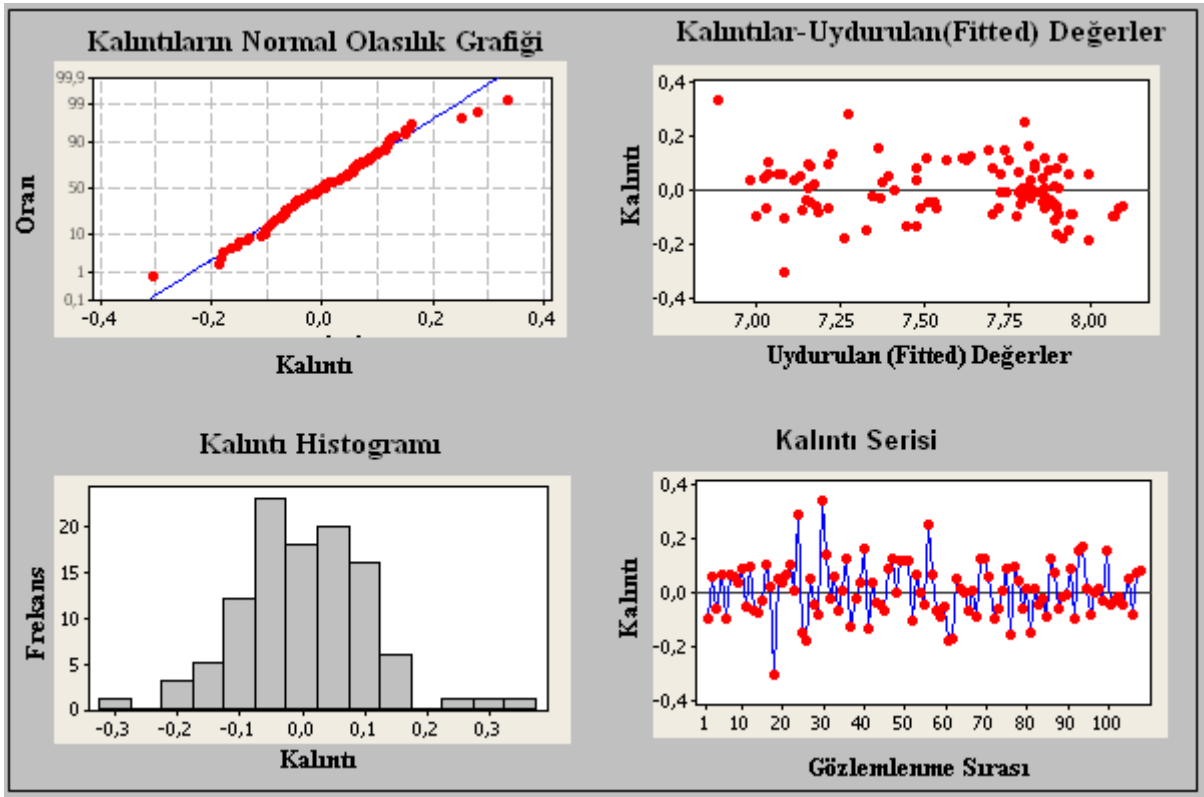 Kalıntıların Normal Olasılık Grafiği
99,9
99
90
50
10
1
0,1
Oran
-0,4 -0,2 0,0 0,2 0,4
Kalıntı
Kalıntılar-Uydurulan(Fitted) Değerler
0,4
0,2
0,0
-0,2
-0,4
Kalıntı
7,00 7,25 7,50 7,75 8,00
Uydurulan (Fitted) Değerler
Kalıntı Histogramı
20
15
10
5
0
Frekans
-0,3 -0,2 -0,1 0,0 0,1 0,2 0,3
Kalıntı
Kalıntı Serisi
0,4
0,2
0,0
-0,2
-0,4
Kalıntı
1 10 20 30 40 50 60 70 80 90 100
Gözlemlenme Sırası